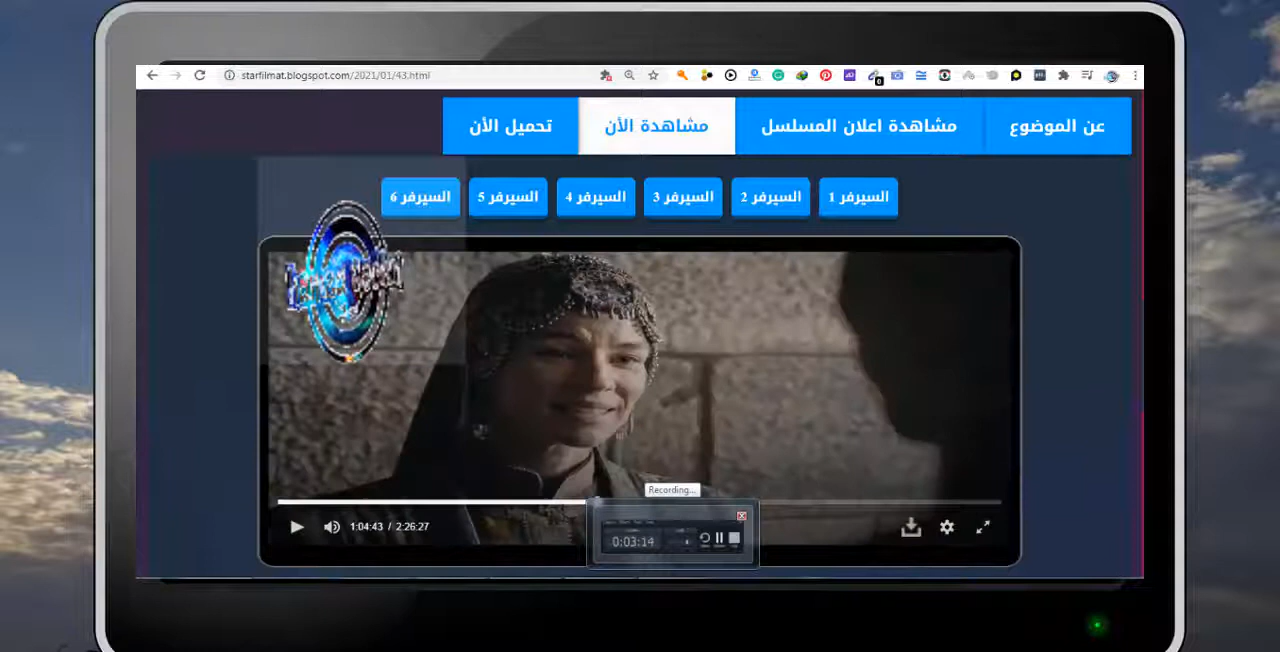 starfilmat.blogspot.com/2021/01/43.html
عن الموضوع
مشاهدة اعلان المسلسل
مشاهدة الأن
تحميل الأن
السيرفر 1
السيرفر 2
السيرفر 3
السيرفر 4
السيرفر 5
السيرفر 6
Recording...
1:04:43 / 2:26:27
0:03:14